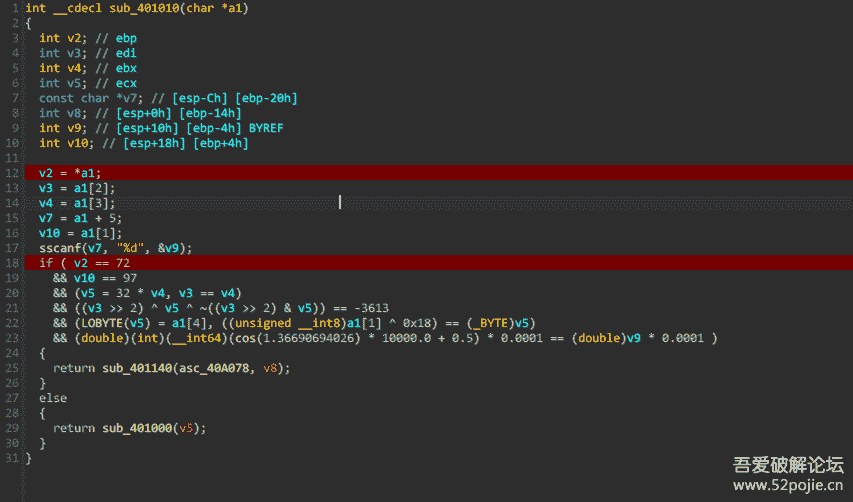 1 int __cdecl sub_401010(char *a1)
2 {
3 int v2; // ebp
4 int v3; // edi
5 int v4; // ebx
6 int v5; // ecx
7 const char *v7; // [esp-Ch] [ebp-20h]
8 int v8; // [esp+0h] [ebp-14h]
9 int v9; // [esp+10h] [ebp-4h] BYREF
10 int v10; // [esp+18h] [ebp+4h]
11
12 v2 = *a1;
13 v3 = a1[2];
14 v4 = a1[3];
15 v7 = a1 + 5;
16 v10 = a1[1];
17 sscanf(v7, "%d", &v9);
18 if ( v2 == 72
19 && v10 == 97
20 && (v5 = 32 * v4, v3 == v4)
21 && ((v3 >> 2) ^ v5 ^ ~((v3 >> 2) & v5)) == -3613
22 && (LOBYTE(v5) = a1[4], ((unsigned __int8)a1[1] ^ 0x18) == (_BYTE)v5)
23 && (double)(int)(__int64)(cos(1.36690694026) * 10000.0 + 0.5) * 0.0001 == (double)v9 * 0.0001 )
24 {
25 return sub_401140(asc_40A078, v8);
26 }
27 else
28 {
29 return sub_401000(v5);
30 }
31 }
吾爱破解论坛
www.52pojie.cn